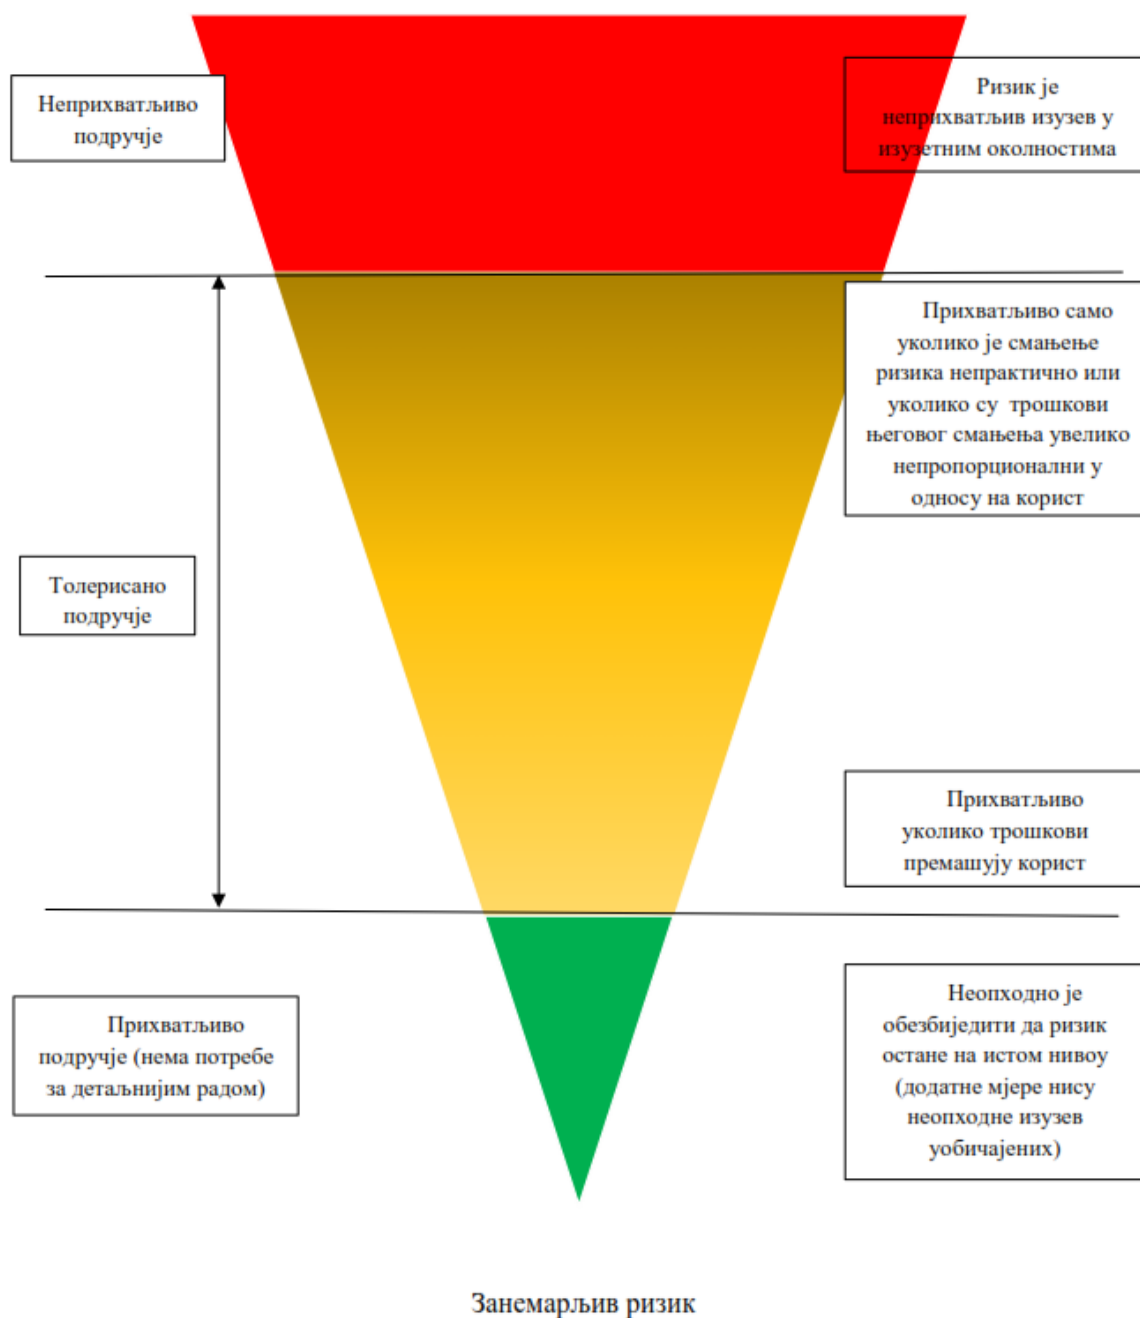 Неприхватљиво
подручје
Ризик је
неприхватљив изузев у
изузетним околностима
Прихватљиво само
уколико је смањење
ризика непрактично или
уколико су трошкови
његовог смањења увелико
непропорционални у
односу на корист
Толерисано
подручје
Прихватљиво
уколико трошкови
премашују корист
Прихватљиво
подручје (нема потребе
за детаљнијим радом)
Неопходно је
обезбиједити да ризик
остане на истом нивоу
(додатне мјере нису
неопходне изузев
уобичајених)
Занемарљив ризик